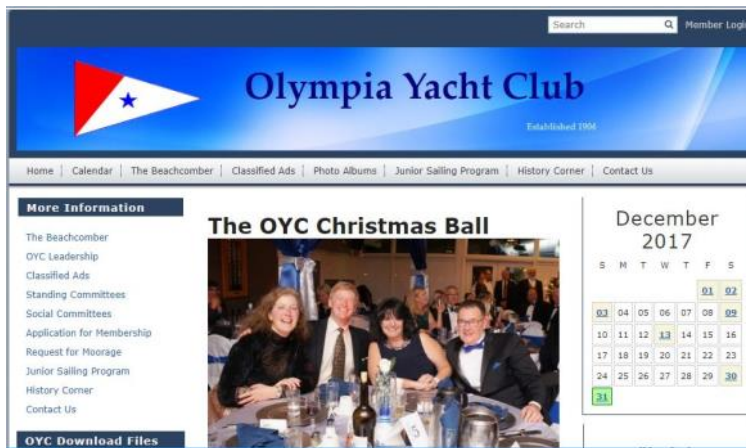 Search
Member Login
Olympia Yacht Club
Established 1904
Home Calendar The Beachcomber Classified Ads Photo Albums Junior Sailing Program History Corner Contact Us
More Information
The Beachcomber
OYC Leadership
Classified Ads
Standing Committees
Social Committees
Application for Membership
Request for Moorage
Junior Sailing Program
History Corner
Contact Us
OYC Download Files
The OYC Christmas Ball
December
2017
S M T W T F S
01 02
03 04 05 06 07 08 09
10 11 12 13 14 15 16
17 18 19 20 21 22 23
24 25 26 27 28 29 30
31